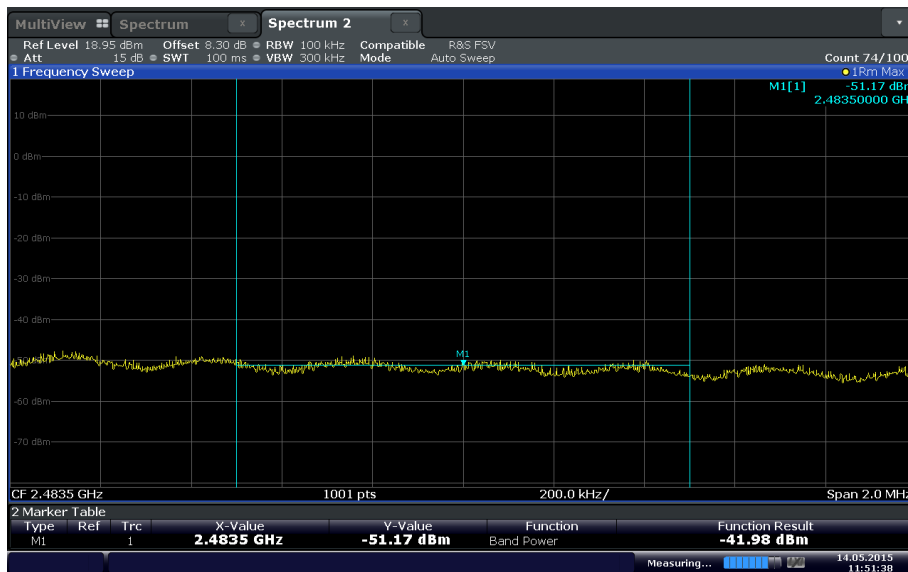 MultiView Spectrum x Spectrum 2 x
Ref Level 18.95 dBm Offset 8.30 dB RBW 100 kHz Compatible R&S FSV
Att 15 dB SWT 100 ms VBW 300 kHz Mode Auto Sweep Count 74/100
1 Frequency Sweep 1Rm Max
M1[1] -51.17 dBm
2.48350000 GH
10 dBm
0 dBm
-10 dBm
-20 dBm
-30 dBm
-40 dBm
M1
-60 dBm
-70 dBm
CF 2.4835 GHz 1001 pts 200.0 kHz/ Span 2.0 MHz
2 Marker Table
Type Ref Trc X-Value Y-Value Function Function Result
M1 1 2.4835 GHz -51.17 dBm Band Power -41.98 dBm
Measuring... 14.05.2015
11:51:38